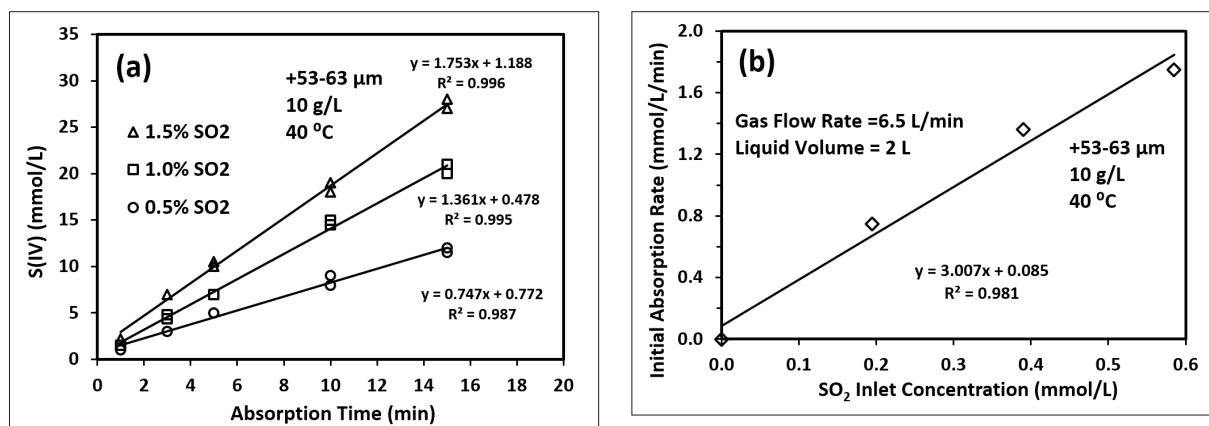 (a)
+53-63 µm
10 g/L
40 ⁰C
y = 1.753x + 1.188
R² = 0.996
1.5% SO2
1.0% SO2
0.5% SO2
y = 1.361x + 0.478
R² = 0.995
y = 0.747x + 0.772
R² = 0.987
S(IV) (mmol/L)
35
30
25
20
15
10
5
0
0 2 4 6 8 10 12 14 16 18 20
Absorption Time (min)
(b)
Gas Flow Rate =6.5 L/min
Liquid Volume = 2 L
+53-63 µm
10 g/L
40 ⁰C
y = 3.007x + 0.085
R² = 0.981
Initial Absorption Rate (mmol/L/min)
2.0
1.6
1.2
0.8
0.4
0.0
0.0 0.1 0.2 0.3 0.4 0.5 0.6
SO₂ Inlet Concentration (mmol/L)